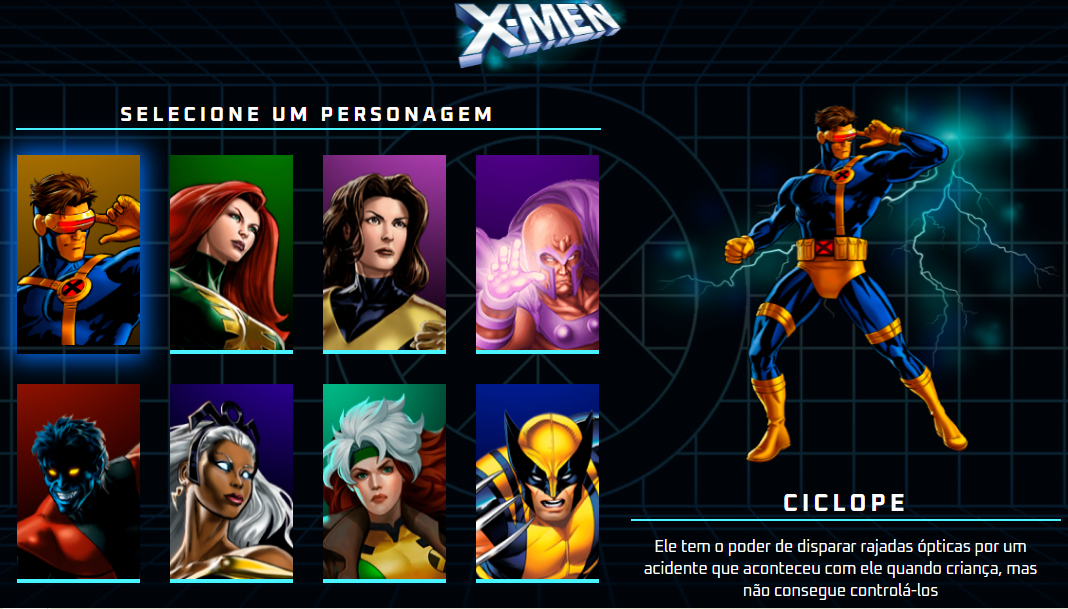 X-MEN
SELECIONE UM PERSONAGEM
CICLOPE
Ele tem o poder de disparar rajadas ópticas por um
acidente que aconteceu com ele quando criança, mas
não consegue controlá-los